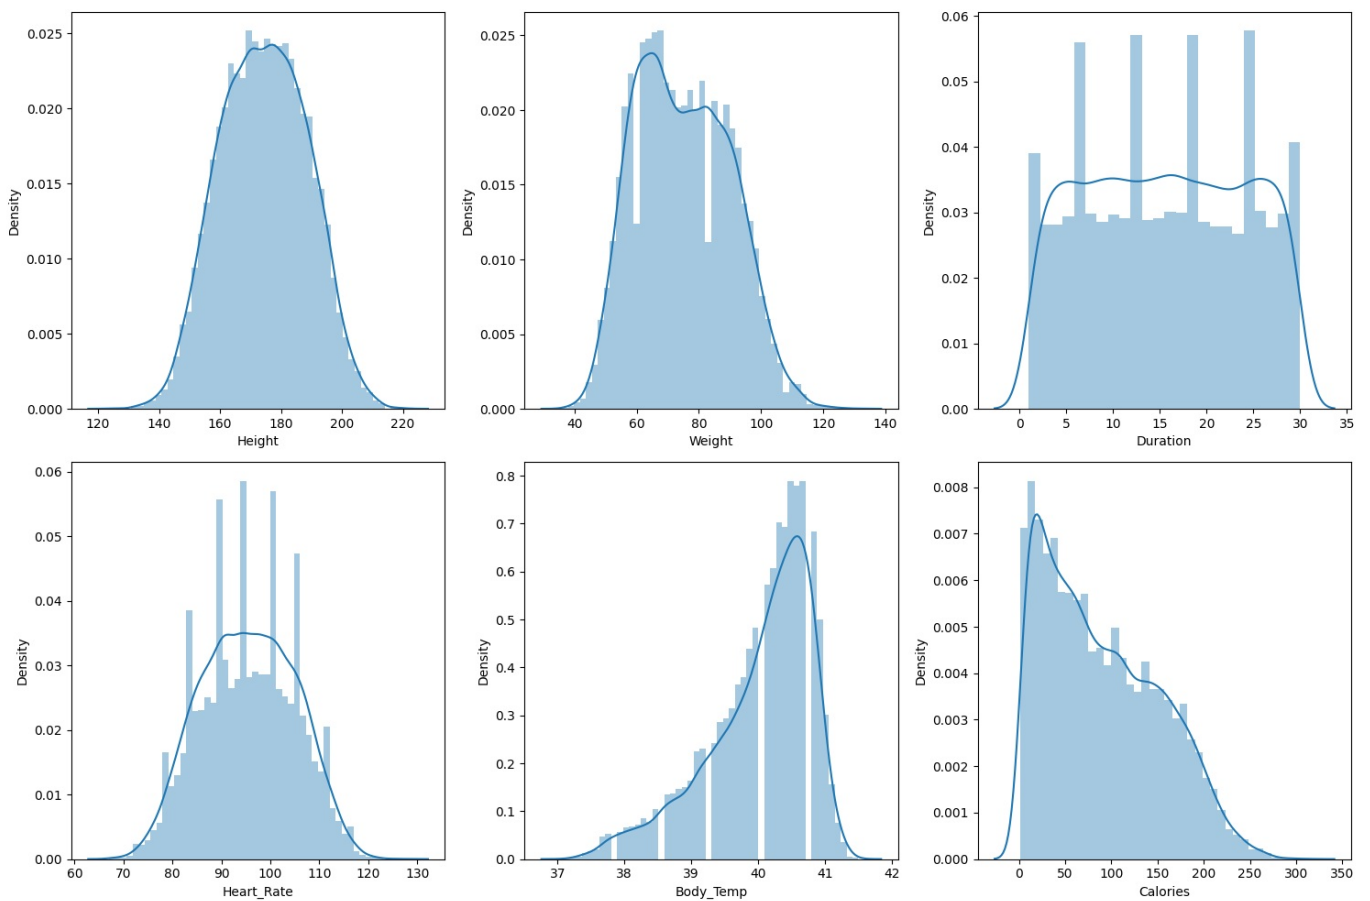 0.025
0.020
0.015
0.010
0.005
0.000
Density
120 140 160 180 200 220
Height
0.025
0.020
0.015
0.010
0.005
0.000
Density
40 60 80 100 120 140
Weight
0.06
0.05
0.04
0.03
0.02
0.01
0.00
Density
0 5 10 15 20 25 30 35
Duration
0.06
0.05
0.04
0.03
0.02
0.01
0.00
Density
60 70 80 90 100 110 120 130
Heart_Rate
0.8
0.7
0.6
0.5
0.4
0.3
0.2
0.1
0.0
Density
37 38 39 40 41 42
Body_Temp
0.008
0.007
0.006
0.005
0.004
0.003
0.002
0.001
0.000
Density
0 50 100 150 200 250 300 350
Calories